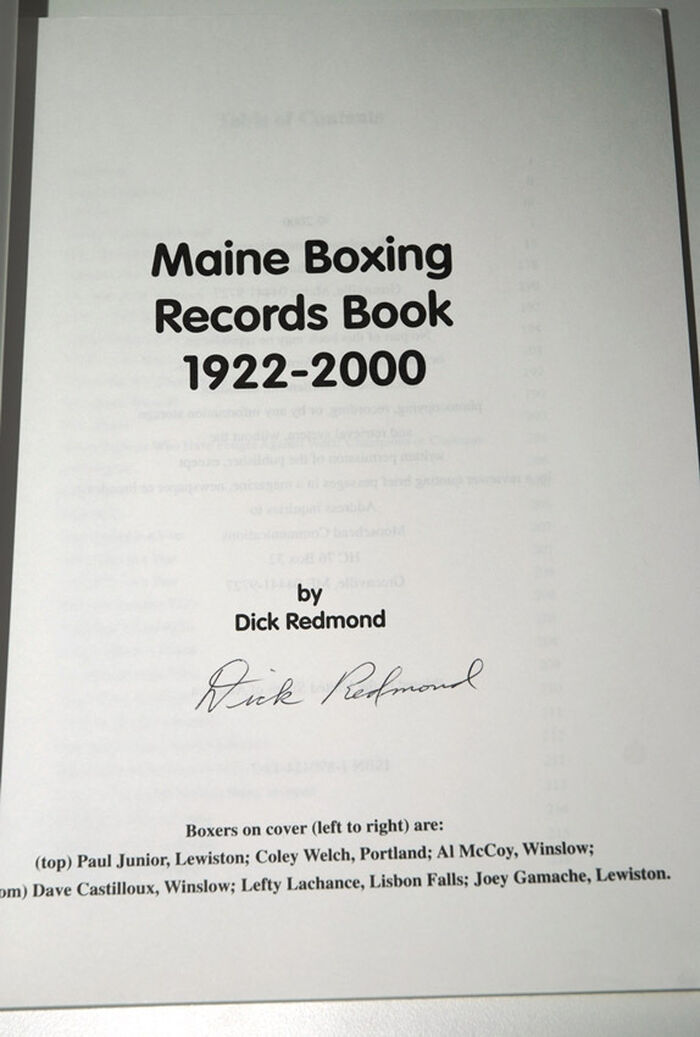 Maine Boxing
Records Book
1922-2000
by
Dick Redmond
Dick Redmond
Boxers on cover (left to right) are:
(top) Paul Junior, Lewiston; Coley Welch, Portland; Al McCoy, Winslow;
om) Dave Castilloux, Winslow; Lefty Lachance, Lisbon Falls; Joey Gamache, Lewiston.